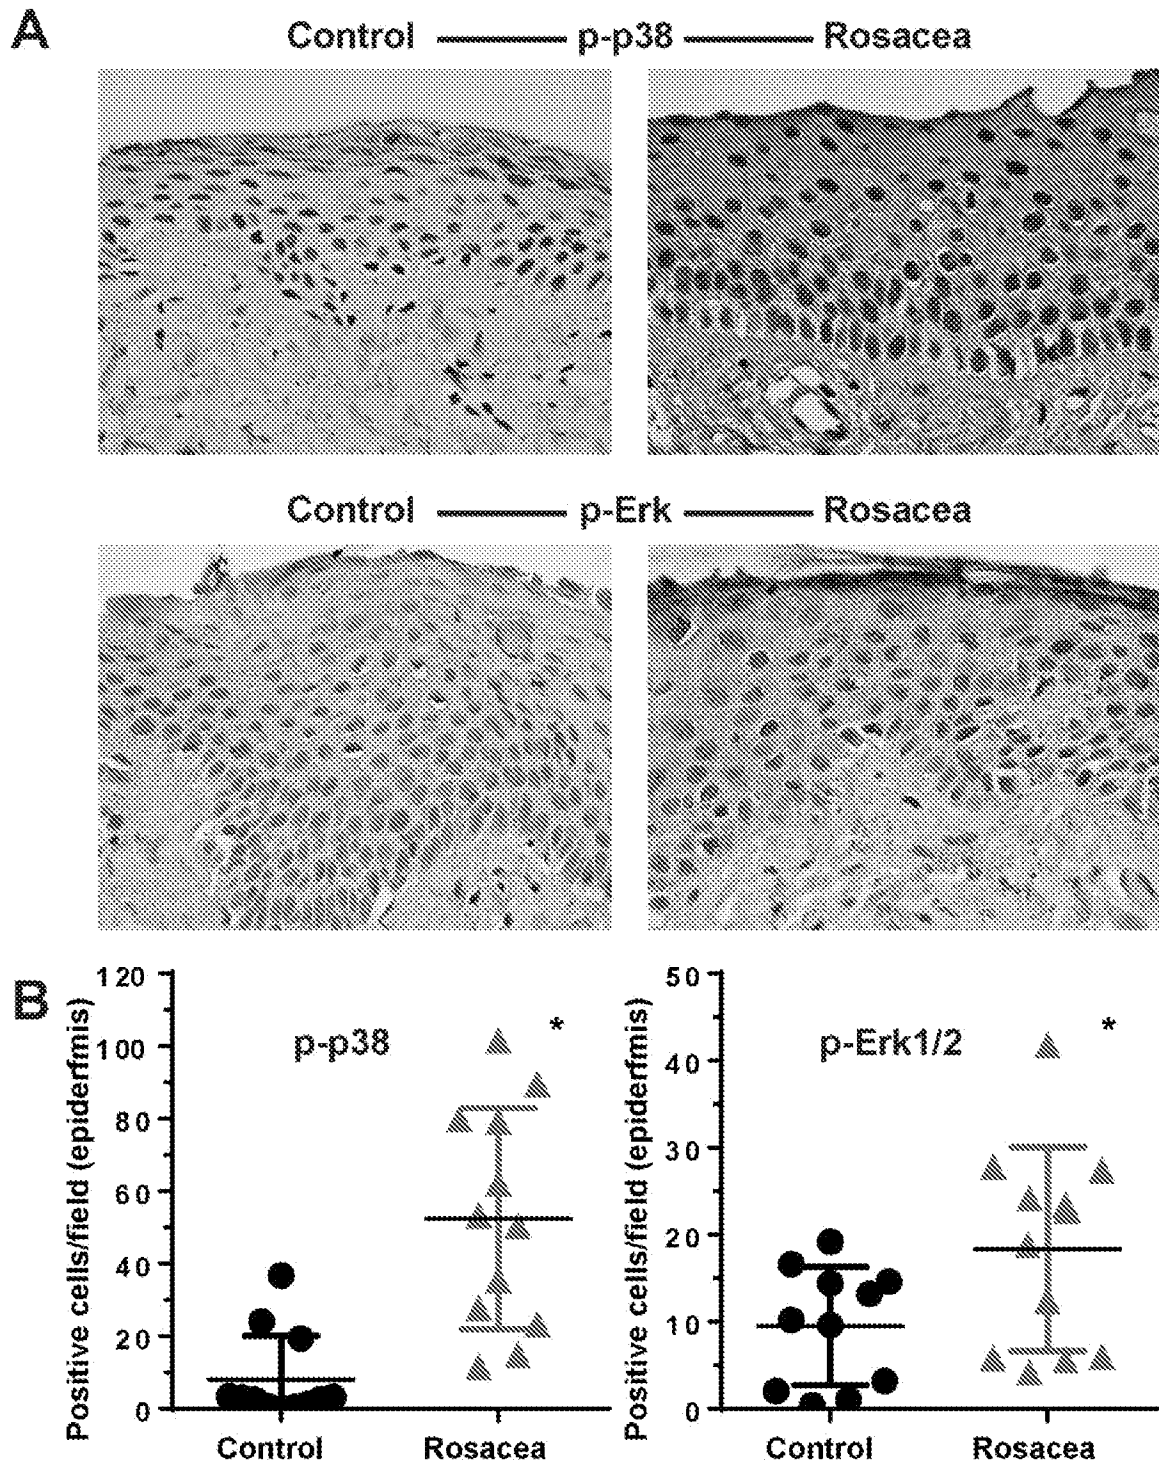 A
Control p-p38 Rosacea
Control p-Erk Rosacea
B
Positive cells/field (epiderfmis)
120
100
80
60
40
20
0
p-p38
*
Control Rosacea
Positive cells/field (epiderfmis)
50
40
30
20
10
0
p-Erk1/2
*
Control Rosacea